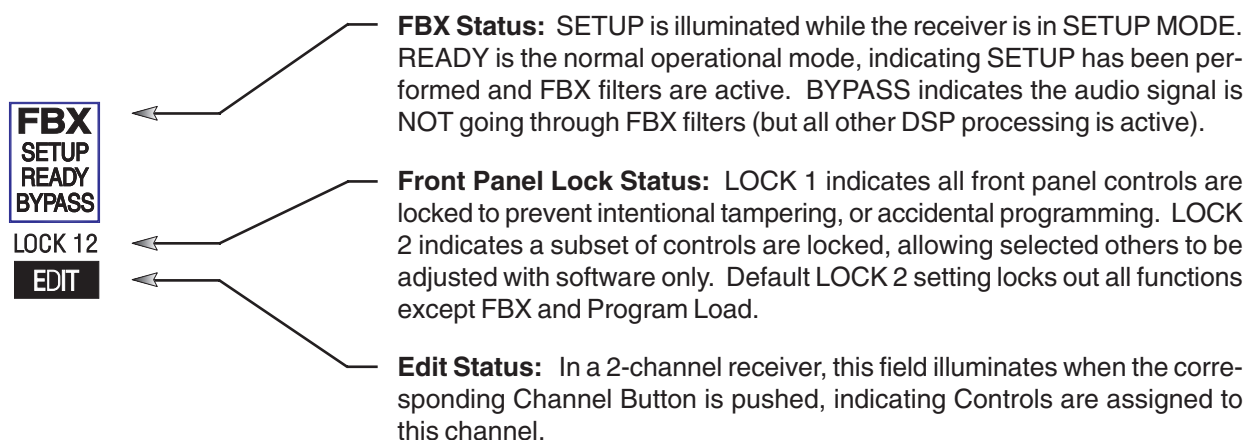 FBX
SETUP
READY
BYPASS
LOCK 12
EDIT
FBX Status: SETUP is illuminated while the receiver is in SETUP MODE.
READY is the normal operational mode, indicating SETUP has been per-
formed and FBX filters are active. BYPASS indicates the audio signal is
NOT going through FBX filters (but all other DSP processing is active).
Front Panel Lock Status: LOCK 1 indicates all front panel controls are
locked to prevent intentional tampering, or accidental programming. LOCK
2 indicates a subset of controls are locked, allowing selected others to be
adjusted with software only. Default LOCK 2 setting locks out all functions
except FBX and Program Load.
Edit Status: In a 2-channel receiver, this field illuminates when the corre-
sponding Channel Button is pushed, indicating Controls are assigned to
this channel.